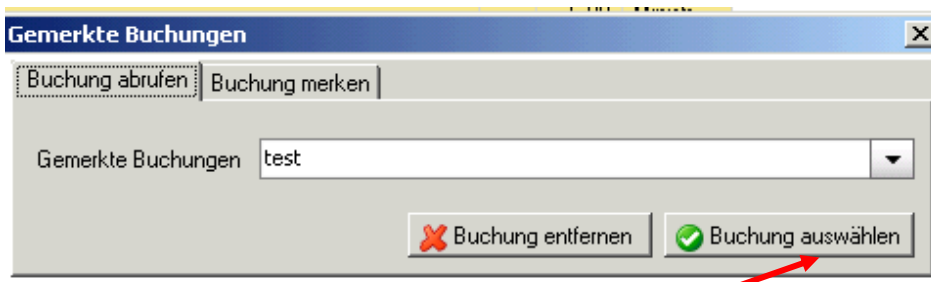 Gemerkte Buchungen
Buchung abrufen Buchung merken
Gemerkte Buchungen test
Buchung entfernen Buchung auswählen